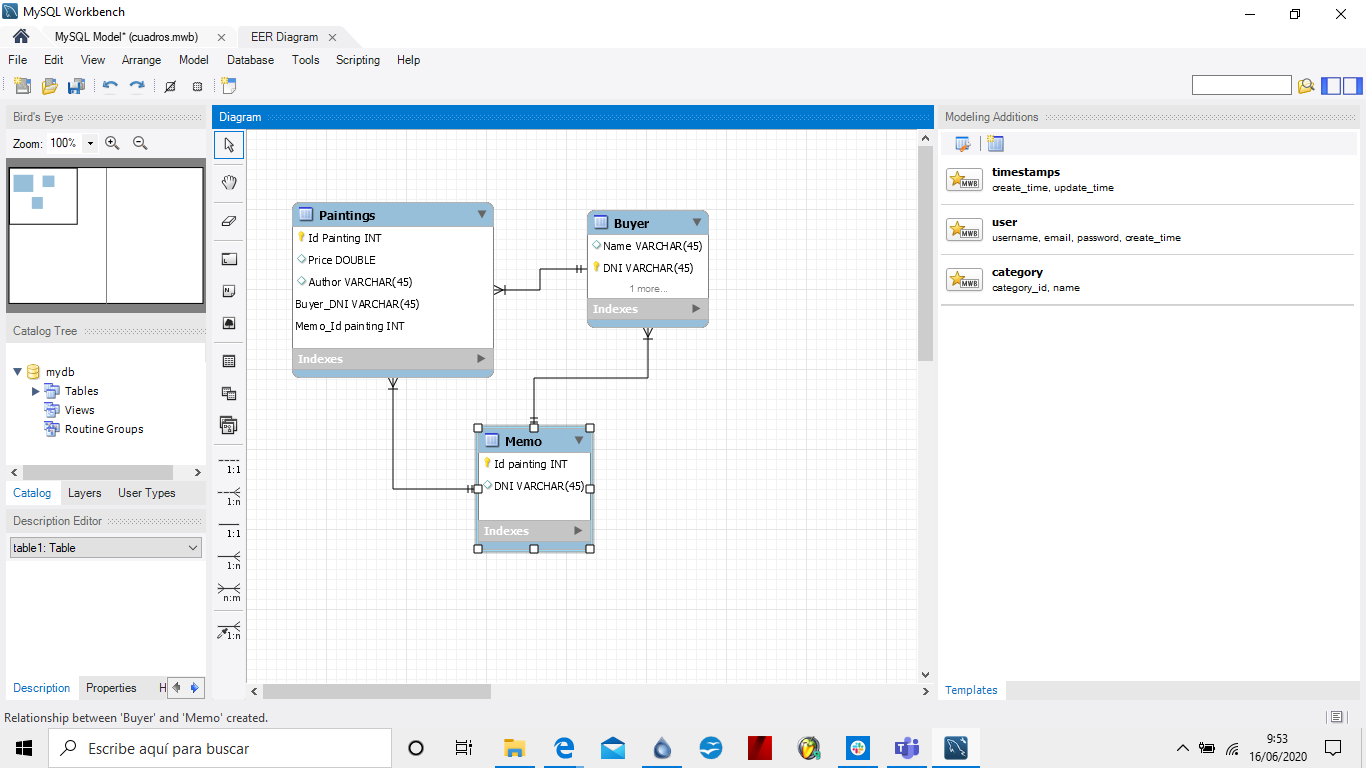 MySQL Workbench
MySQL Model* (cuadros.mwb)
EER Diagram
File Edit View Arrange Model Database Tools Scripting Help
Bird's Eye
Zoom: 100%
Catalog Tree
mydb
Tables
Views
Routine Groups
Catalog Layers User Types
Description Editor
table1: Table
Description Properties H
Diagram
1:1
1:n
1:1
1:n
n:m
1:n
Paintings
Id Painting INT
Price DOUBLE
Author VARCHAR(45)
Buyer_DNI VARCHAR(45)
Memo_Id painting INT
Indexes
Buyer
Name VARCHAR(45)
DNI VARCHAR(45)
1 more...
Indexes
Memo
Id painting INT
DNI VARCHAR(45)
Indexes
Modeling Additions
MWB
timestamps
create_time, update_time
MWB
user
username, email, password, create_time
MWB
category
category_id, name
Templates
Relationship between 'Buyer' and 'Memo' created.
Escribe aquí para buscar
9:53
16/06/2020